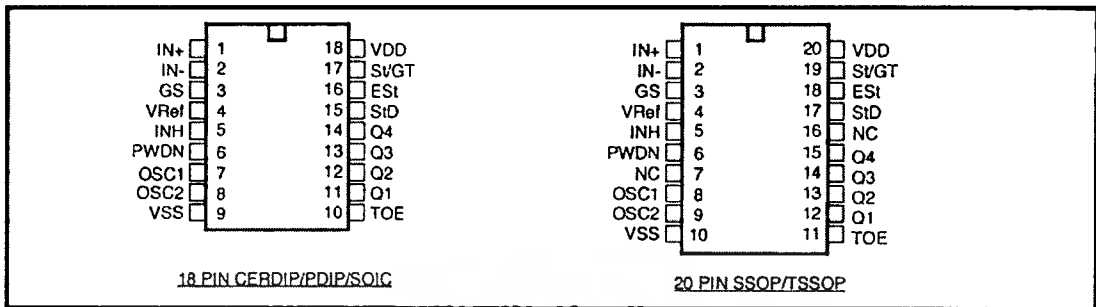 IN+ 1 18 VDD
IN- 2 17 St/GT
GS 3 16 ESt
VRef 4 15 StD
INH 5 14 Q4
PWDN 6 13 Q3
OSC1 7 12 Q2
OSC2 8 11 Q1
VSS 9 10 TOE
18 PIN CERDIP/PDIP/SOIC
IN+ 1 20 VDD
IN- 2 19 St/GT
GS 3 18 ESt
VRef 4 17 StD
INH 5 16 NC
PWDN 6 15 Q4
NC 7 14 Q3
OSC1 8 13 Q2
OSC2 9 12 Q1
VSS 10 11 TOE
20 PIN SSOP/TSSOP